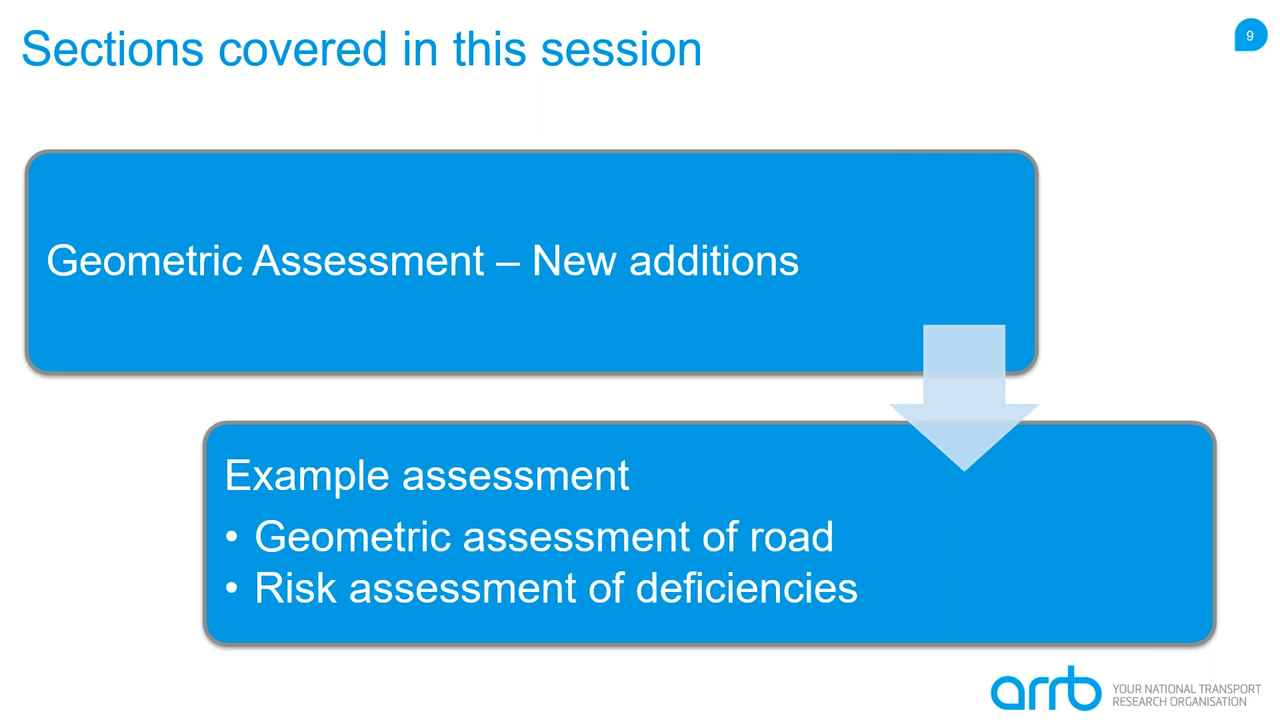 Sections covered in this session
9
Geometric Assessment – New additions
Example assessment
• Geometric assessment of road
• Risk assessment of deficiencies
arrb
YOUR NATIONAL TRANSPORT
RESEARCH ORGANISATION